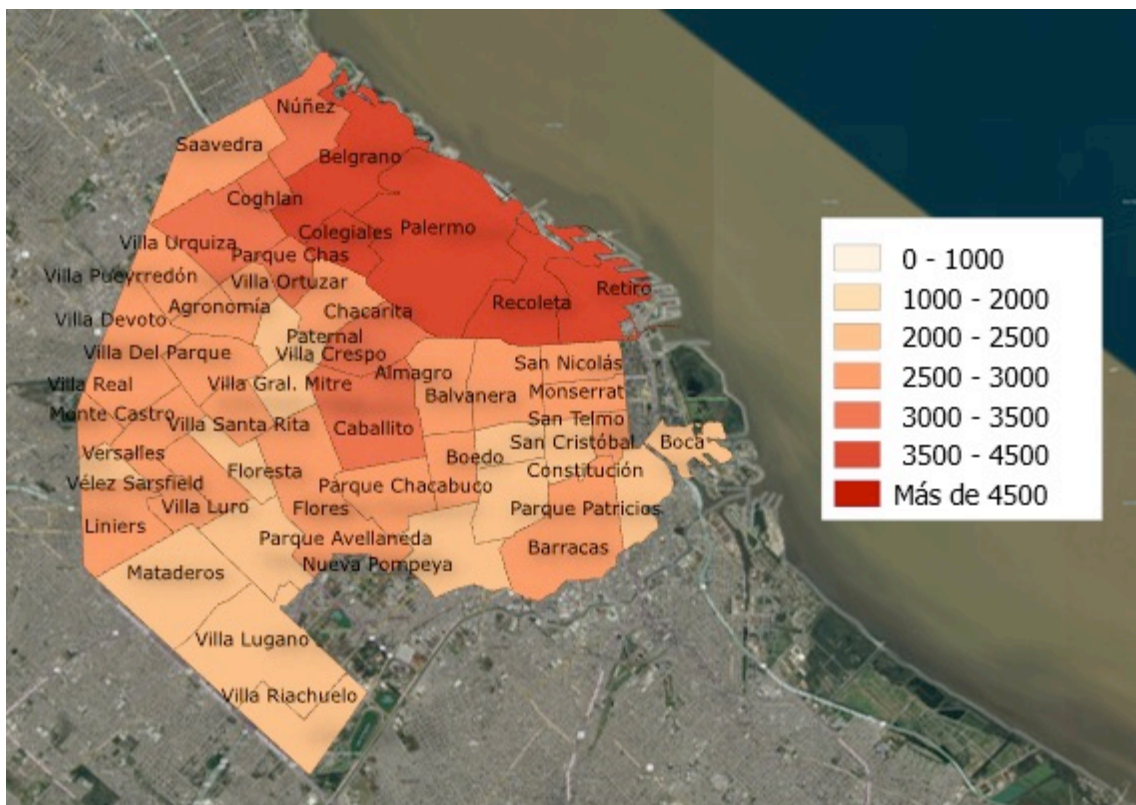 Núñez
Saavedra
Belgrano
Coghlan
Palermo
Colegiales
Villa Urquiza
Parque Chas
Villa Pueyrredón
Villa Ortuzar
Retiro
Recoleta
Agronomía
Chacarita
Villa Devoto
Paternal
Villa Del Parque
Villa Crespo
San Nicolás
Almagro
Villa Real
Villa Gral. Mitre
Balvanera
Monserrat
Monte Castro
San Telmo
Villa Santa Rita
Caballito
San Cristóbal
Boca
Versalles
Boedo
Floresta
Constitución
Vélez Sarsfield
Parque Chacabuco
Villa Luro
Flores
Parque Patricios
Liniers
Parque Avellaneda
Barracas
Nueva Pompeya
Mataderos
Villa Lugano
Villa Riachuelo
0 - 1000
1000 - 2000
2000 - 2500
2500 - 3000
3000 - 3500
3500 - 4500
Más de 4500